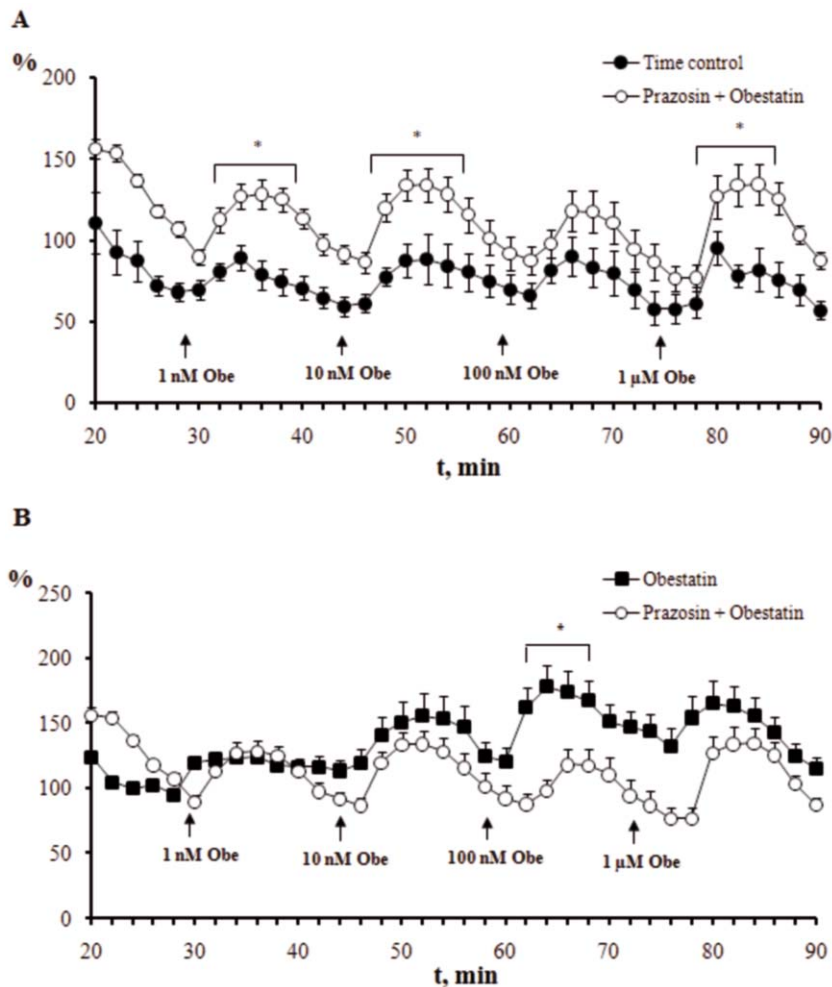 A
%
Time control
Prazosin + Obestatin
200
150
100
50
0
*
*
*
1 nM Obe
10 nM Obe
100 nM Obe
1 µM Obe
20 30 40 50 60 70 80 90
t, min
B
%
Obestatin
Prazosin + Obestatin
250
200
150
100
50
0
*
1 nM Obe
10 nM Obe
100 nM Obe
1 µM Obe
20 30 40 50 60 70 80 90
t, min